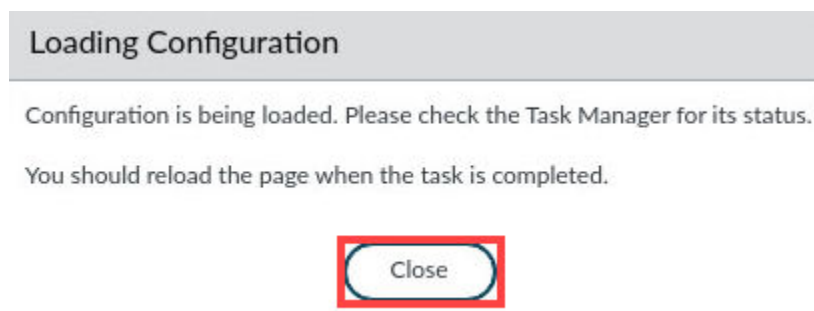 Loading Configuration
Configuration is being loaded. Please check the Task Manager for its status.
You should reload the page when the task is completed.
Close